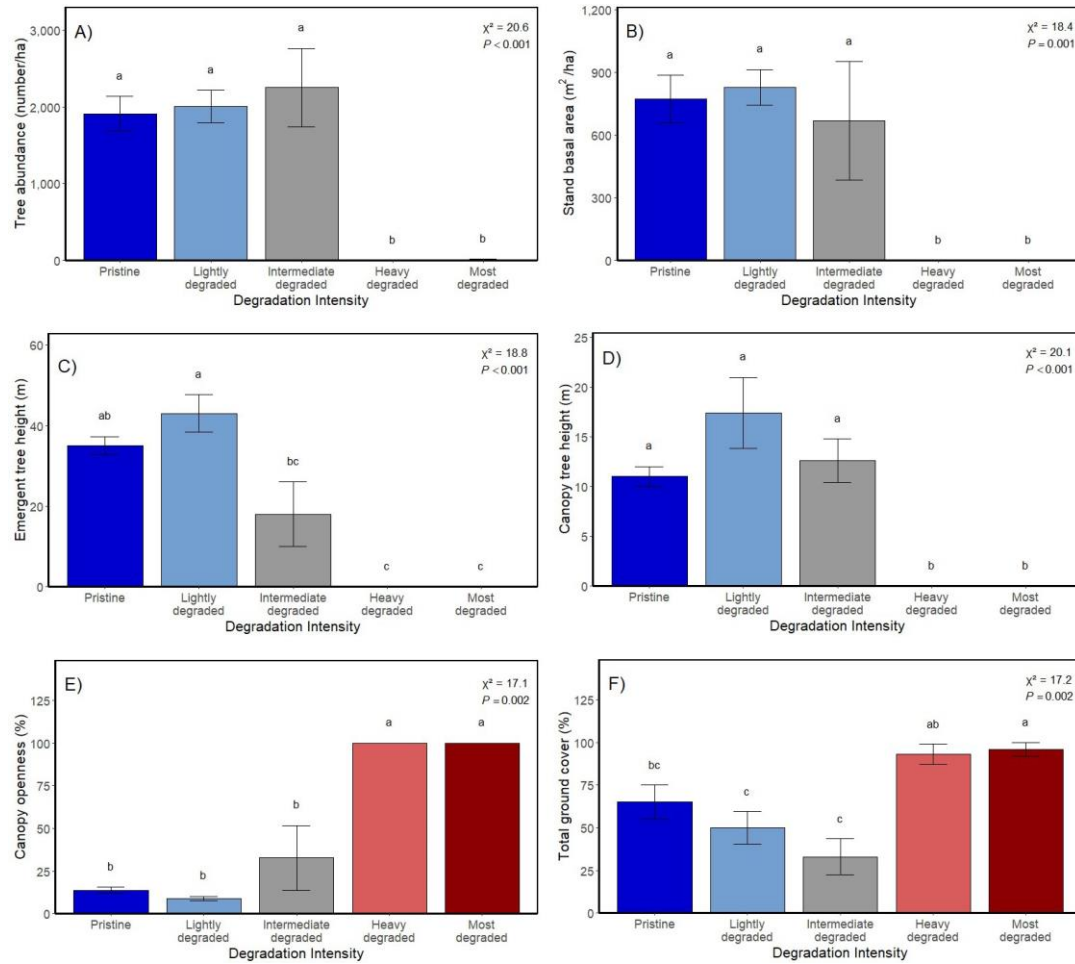 A)
χ² = 20.6
P < 0.001
Tree abundance (number/ha)
3,000
2,000
1,000
0
a
a
a
b
b
Pristine
Lightly
degraded
Intermediate
degraded
Heavy
degraded
Most
degraded
Degradation Intensity
B)
χ² = 18.4
P = 0.001
Stand basal area (m² /ha)
1,200
900
600
300
0
a
a
a
b
b
Pristine
Lightly
degraded
Intermediate
degraded
Heavy
degraded
Most
degraded
Degradation Intensity
C)
χ² = 18.8
P < 0.001
Emergent tree height (m)
60
40
20
0
ab
a
bc
c
c
Pristine
Lightly
degraded
Intermediate
degraded
Heavy
degraded
Most
degraded
Degradation Intensity
D)
χ² = 20.1
P < 0.001
Canopy tree height (m)
25
20
15
10
5
0
a
a
a
b
b
Pristine
Lightly
degraded
Intermediate
degraded
Heavy
degraded
Most
degraded
Degradation Intensity
E)
χ² = 17.1
P = 0.002
Canopy openness (%)
125
100
75
50
25
0
b
b
b
a
a
Pristine
Lightly
degraded
Intermediate
degraded
Heavy
degraded
Most
degraded
Degradation Intensity
F)
χ² = 17.2
P = 0.002
Total ground cover (%)
125
100
75
50
25
0
bc
c
c
ab
a
Pristine
Lightly
degraded
Intermediate
degraded
Heavy
degraded
Most
degraded
Degradation Intensity